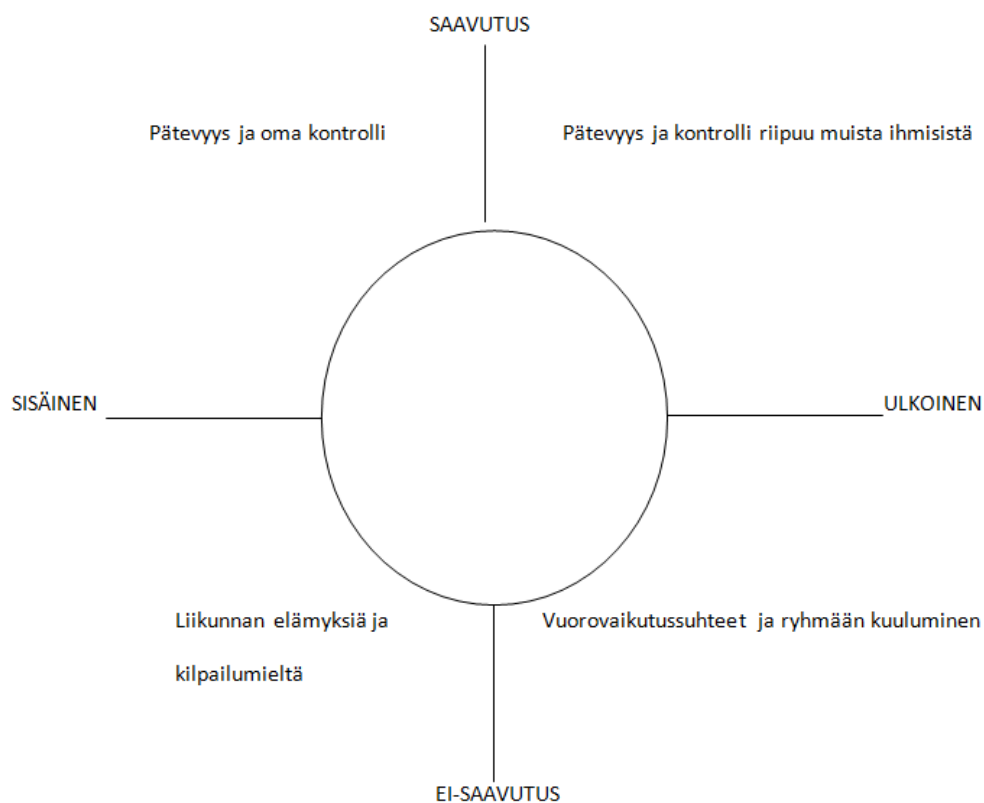 SAAVUTUS
Pätevyys ja oma kontrolli
Pätevyys ja kontrolli riipuu muista ihmisistä
SISÄINEN
ULKOINEN
Liikunnan elämyksiä ja
kilpailumieltä
Vuorovaikutussuhteet ja ryhmään kuuluminen
EI-SAAVUTUS